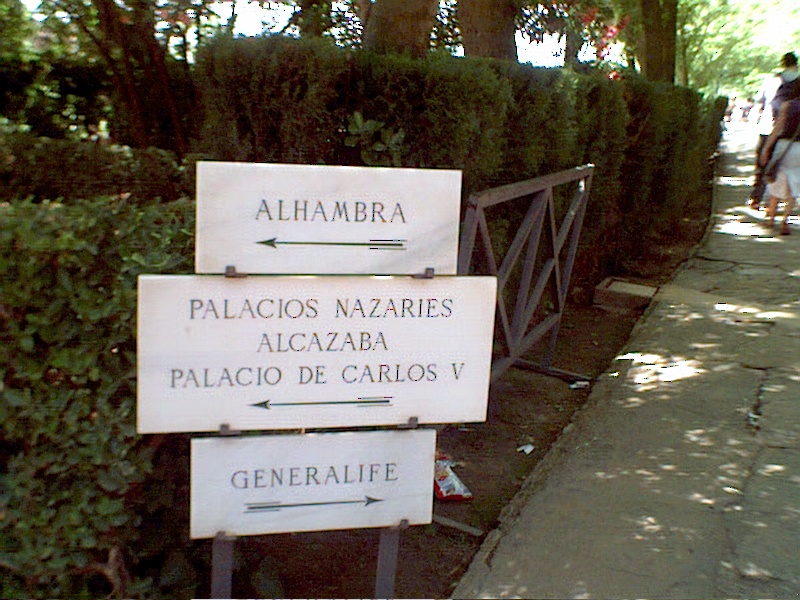 ALHAMBRA
PALACIOS NAZARIES
ALCAZABA
PALACIO DE CARLOS V
GENERALIFE